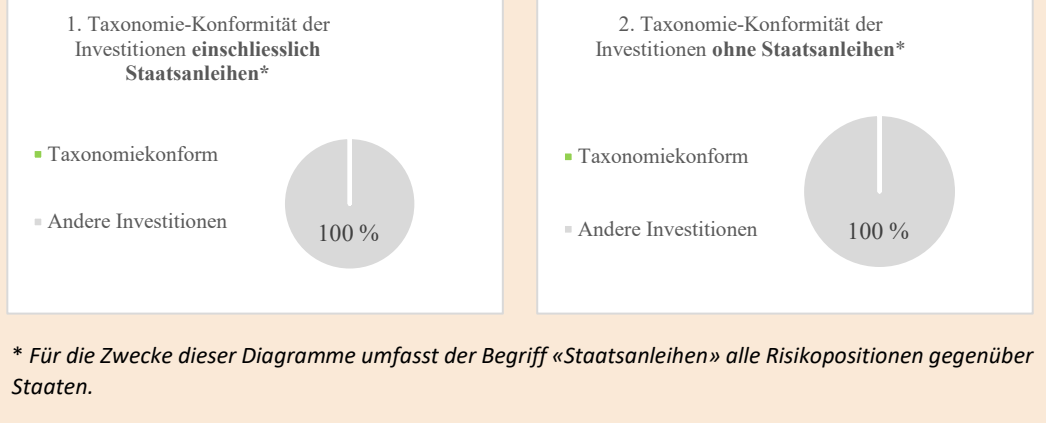 1. Taxonomie-Konformität der
Investitionen einschliesslich
Staatsanleihen*
Taxonomiekonform
Andere Investitionen
100 %
2. Taxonomie-Konformität der
Investitionen ohne Staatsanleihen*
Taxonomiekonform
Andere Investitionen
100 %
* Für die Zwecke dieser Diagramme umfasst der Begriff «Staatsanleihen» alle Risikopositionen gegenüber
Staaten.